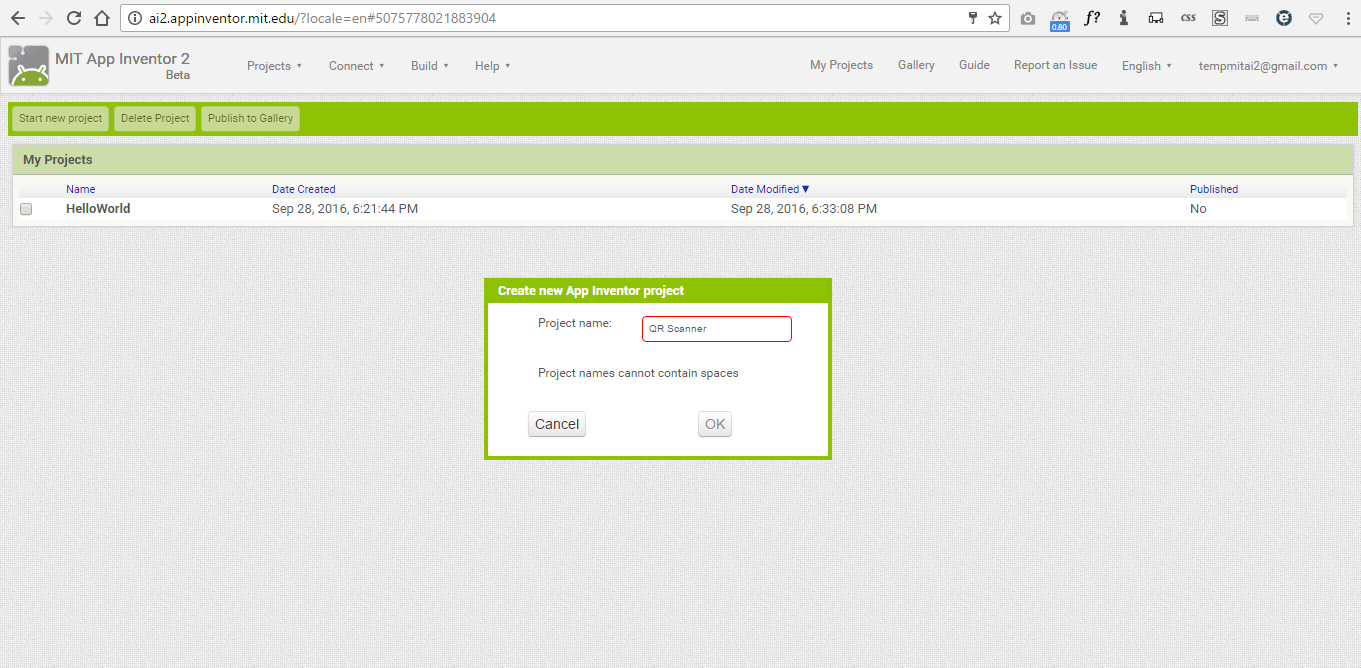 ai2.appinventor.mit.edu/?locale=en#5075778021883904
0.80
f?
css
S
e
MIT App Inventor 2
Beta
Projects
Connect
Build
Help
My Projects
Gallery
Guide
Report an Issue
English
tempmitai2@gmail.com
Start new project
Delete Project
Publish to Gallery
My Projects
Name
Date Created
Date Modified
Published
HelloWorld
Sep 28, 2016, 6:21:44 PM
Sep 28, 2016, 6:33:08 PM
No
Create new App Inventor project
Project name:
QR Scanner
Project names cannot contain spaces
Cancel
OK